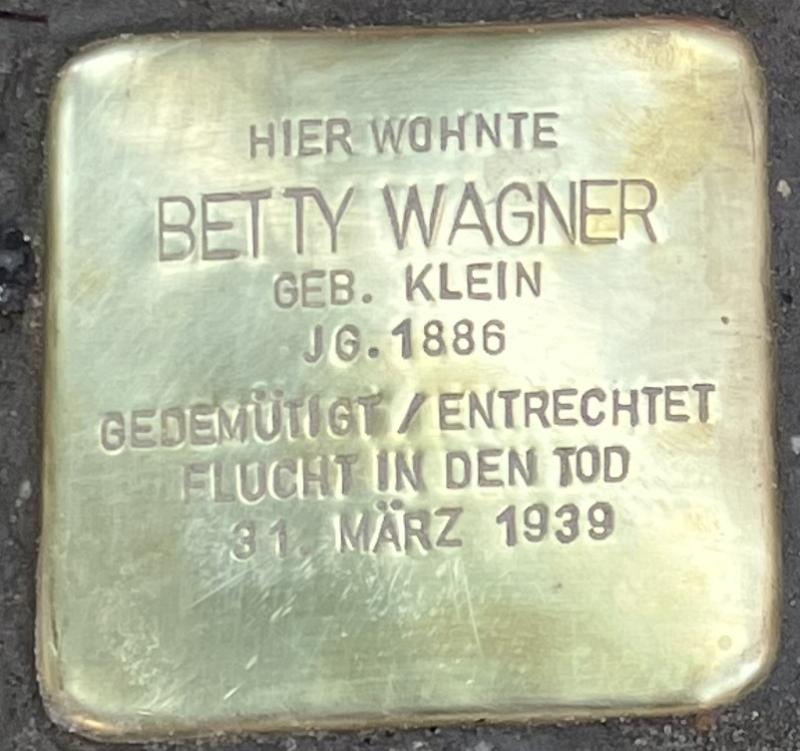 HIER WOHNTE
BETTY WAGNER
GEB. KLEIN
JG. 1886
GEDEMÜTIGT / ENTRECHTET
FLUCHT IN DEN TOD
31. MÄRZ 1939